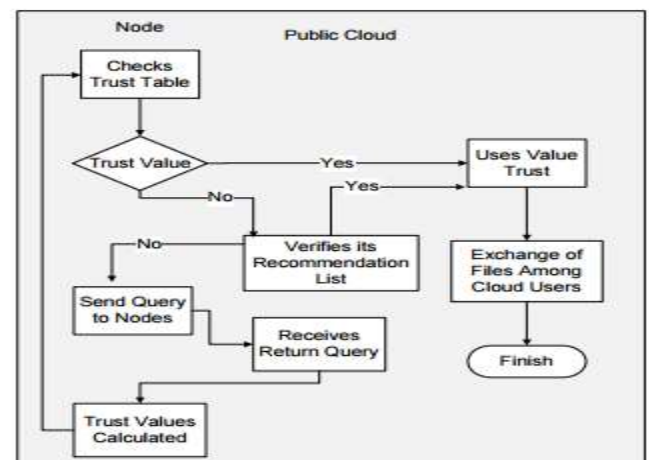 Node
Public Cloud
Checks
Trust Table
Trust Value
Yes
Uses Value
Trust
No
Yes
Verifies its
Recommendation
List
No
Exchange of
Files Among
Cloud Users
Send Query
to Nodes
Receives
Return Query
Finish
Trust Values
Calculated